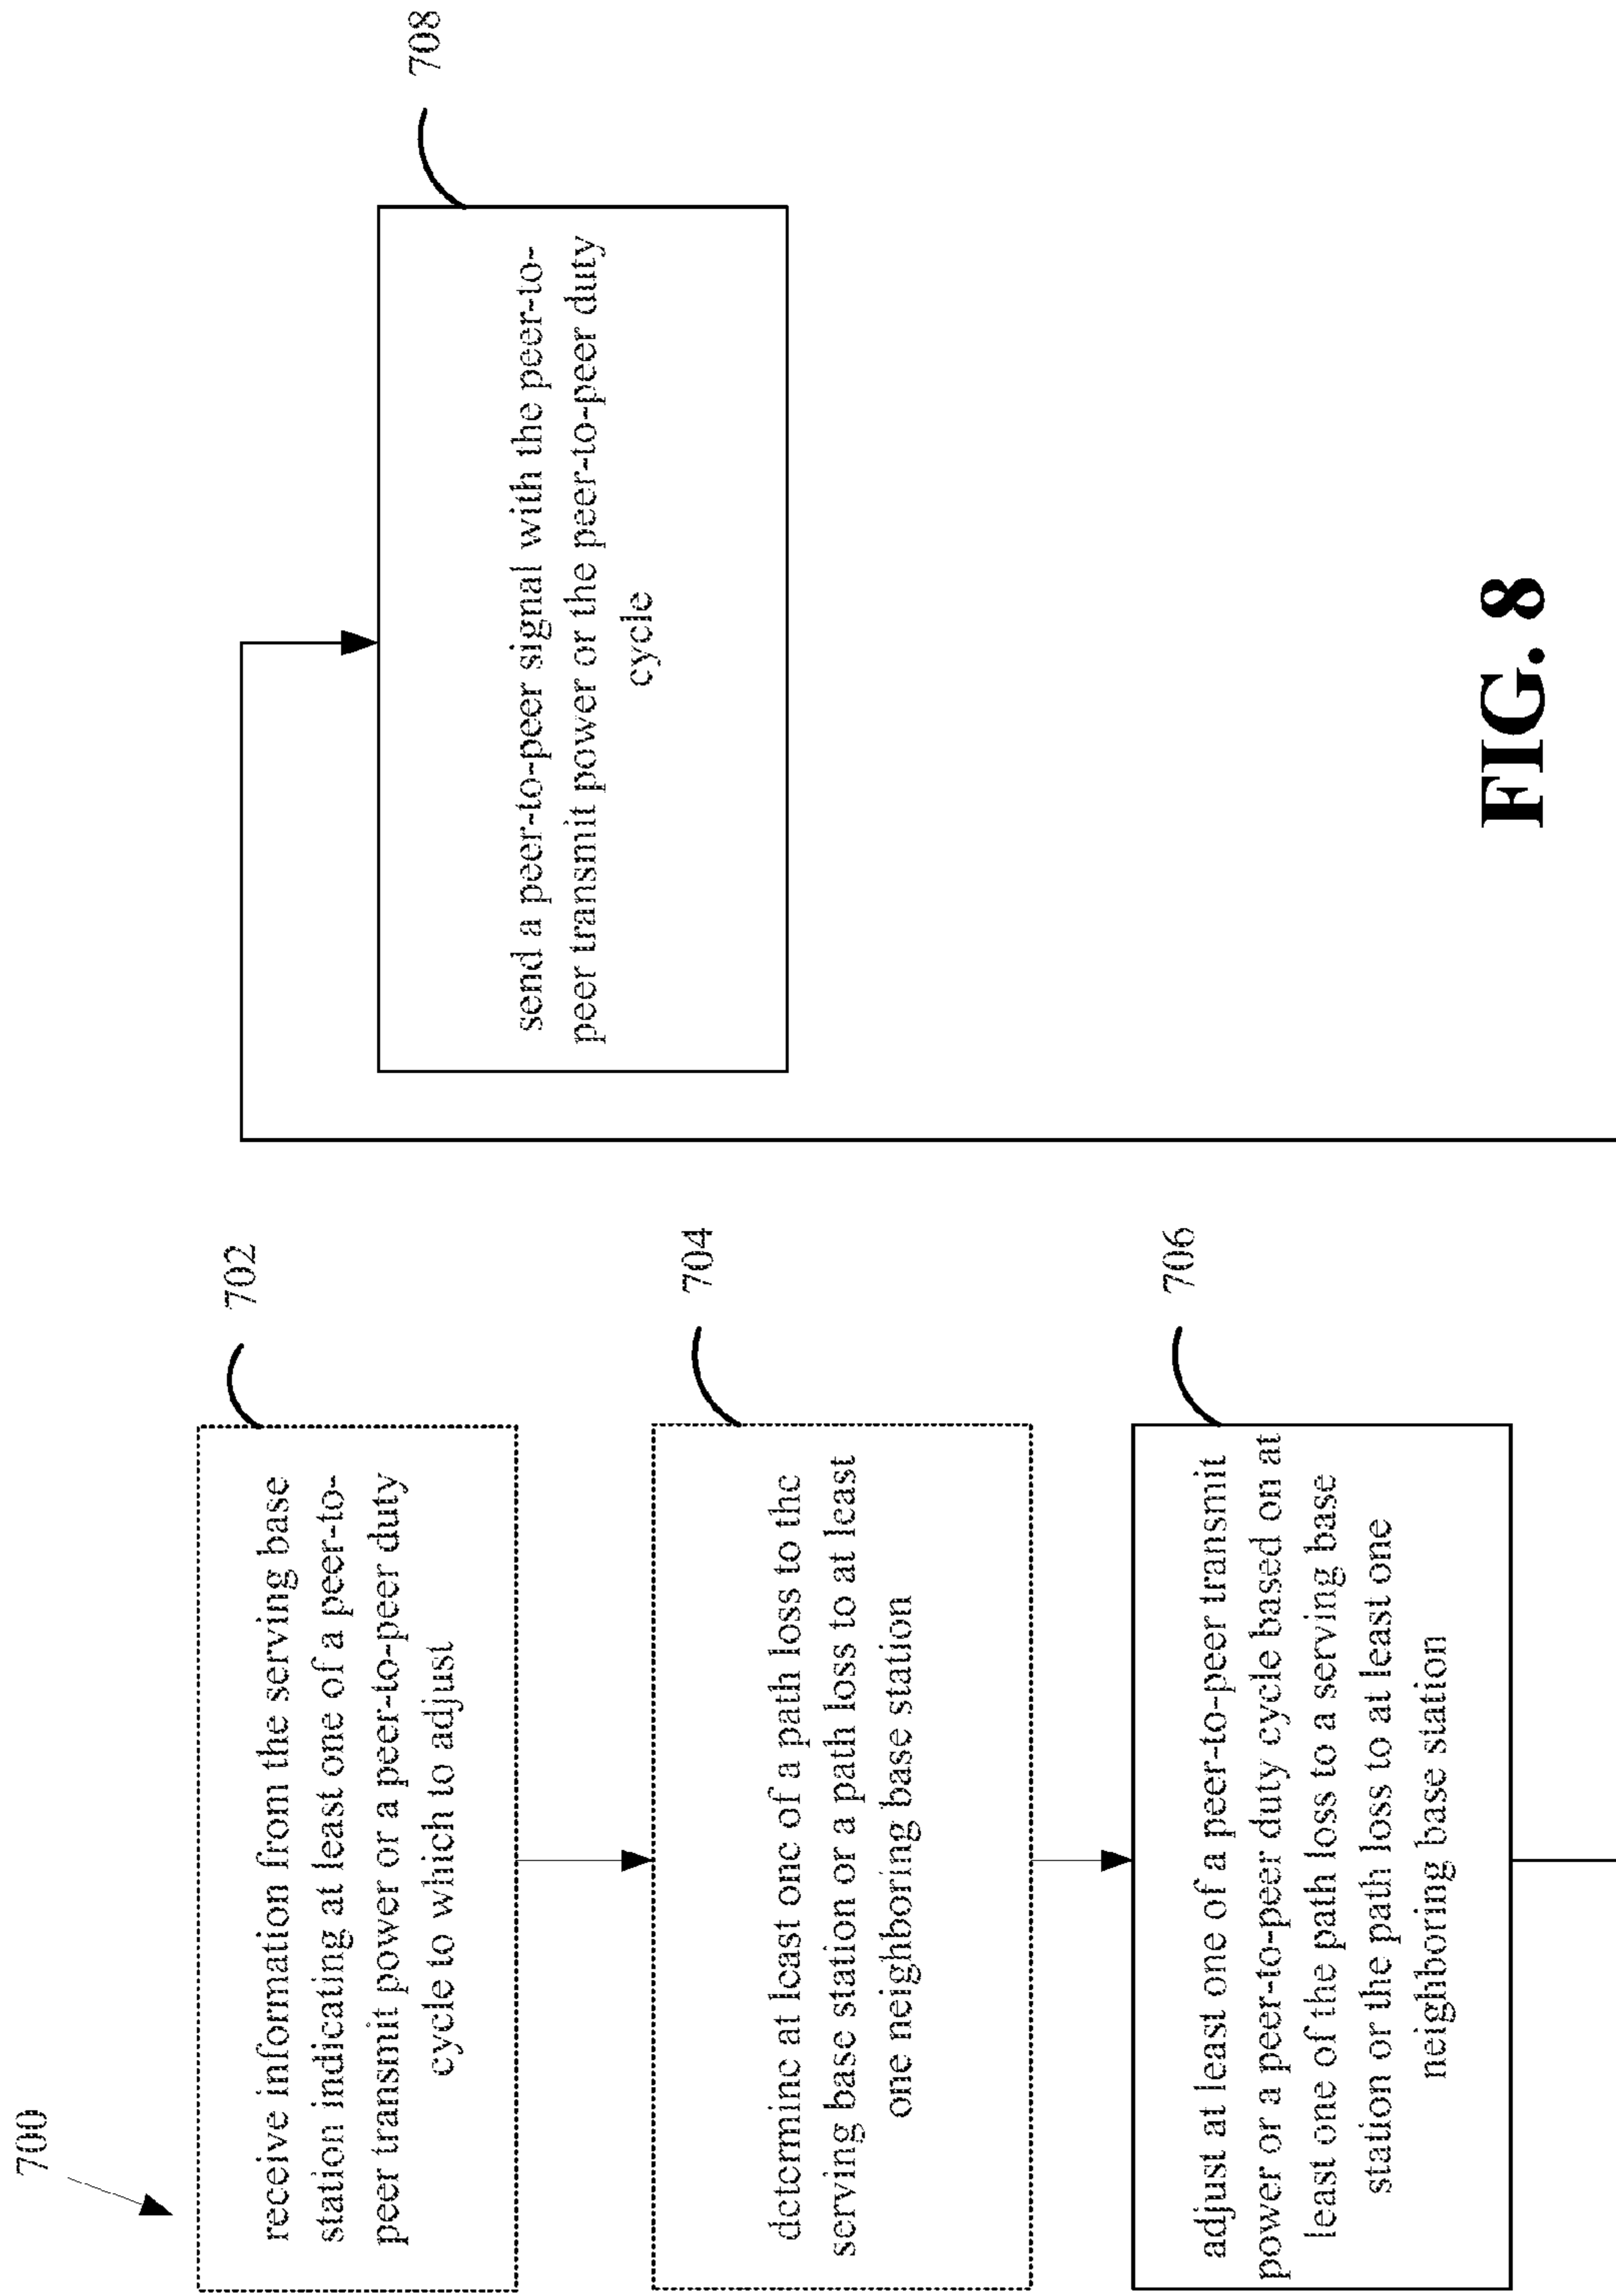 700
702
receive information from the serving base
station indicating at least one of a peer-to-
peer transmit power or a peer-to-peer duty
cycle to which to adjust
704
determine at least one of a path loss to the
serving base station or a path loss to at least
one neighboring base station
706
adjust at least one of a peer-to-peer transmit
power or a peer-to-peer duty cycle based on at
least one of the path loss to a serving base
station or the path loss to at least one
neighboring base station
708
send a peer-to-peer signal with the peer-to-
peer transmit power or the peer-to-peer duty
cycle
FIG. 8